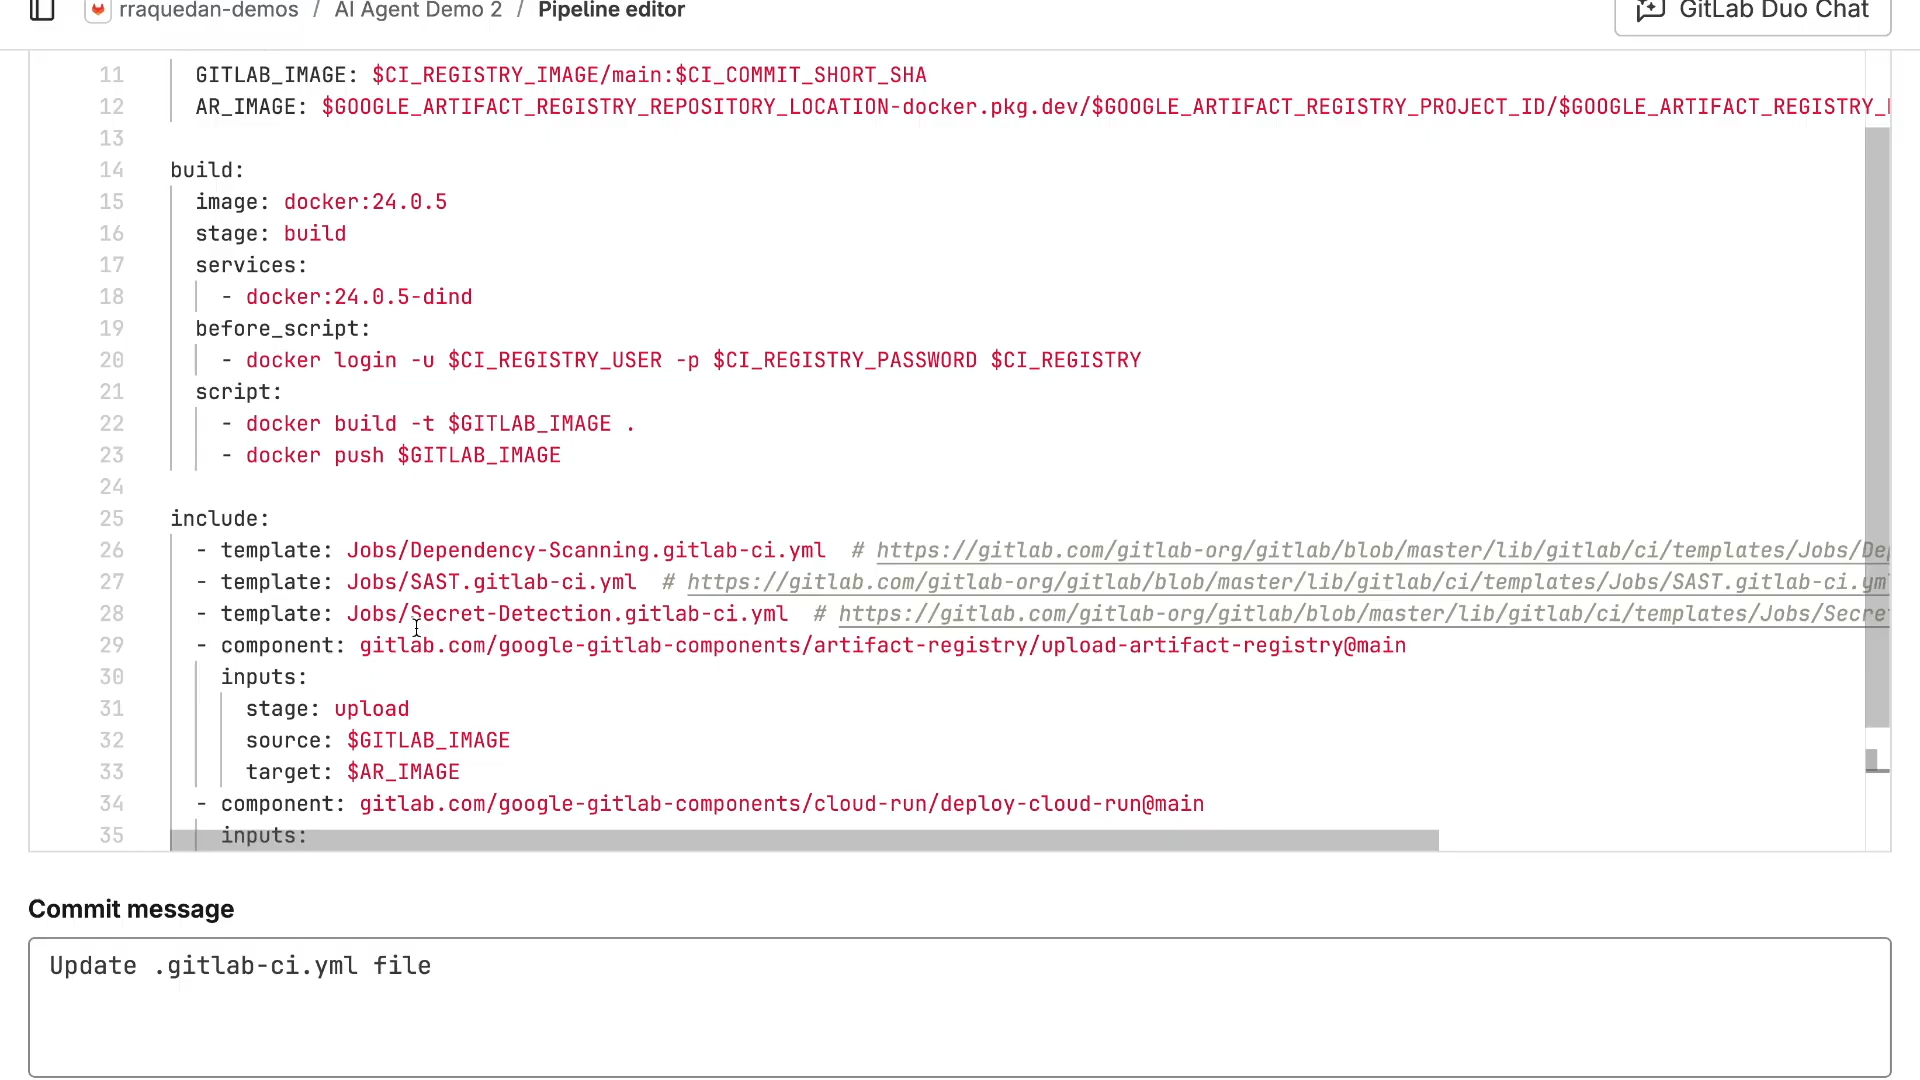 rraquedan-demos / AI Agent Demo 2 / Pipeline editor
GitLab Duo Chat
11 GITLAB_IMAGE: $CI_REGISTRY_IMAGE/main:$CI_COMMIT_SHORT_SHA
12 AR_IMAGE: $GOOGLE_ARTIFACT_REGISTRY_REPOSITORY_LOCATION-docker.pkg.dev/$GOOGLE_ARTIFACT_REGISTRY_PROJECT_ID/$GOOGLE_ARTIFACT_REGISTRY_
13
14 build:
15 image: docker:24.0.5
16 stage: build
17 services:
18 - docker:24.0.5-dind
19 before_script:
20 - docker login -u $CI_REGISTRY_USER -p $CI_REGISTRY_PASSWORD $CI_REGISTRY
21 script:
22 - docker build -t $GITLAB_IMAGE .
23 - docker push $GITLAB_IMAGE
24
25 include:
26 - template: Jobs/Dependency-Scanning.gitlab-ci.yml # https://gitlab.com/gitlab-org/gitlab/blob/master/lib/gitlab/ci/templates/Jobs/De
27 - template: Jobs/SAST.gitlab-ci.yml # https://gitlab.com/gitlab-org/gitlab/blob/master/lib/gitlab/ci/templates/Jobs/SAST.gitlab-ci.ym
28 - template: Jobs/Secret-Detection.gitlab-ci.yml # https://gitlab.com/gitlab-org/gitlab/blob/master/lib/gitlab/ci/templates/Jobs/Secre
29 - component: gitlab.com/google-gitlab-components/artifact-registry/upload-artifact-registry@main
30 inputs:
31 stage: upload
32 source: $GITLAB_IMAGE
33 target: $AR_IMAGE
34 - component: gitlab.com/google-gitlab-components/cloud-run/deploy-cloud-run@main
35 inputs:
Commit message
Update .gitlab-ci.yml file